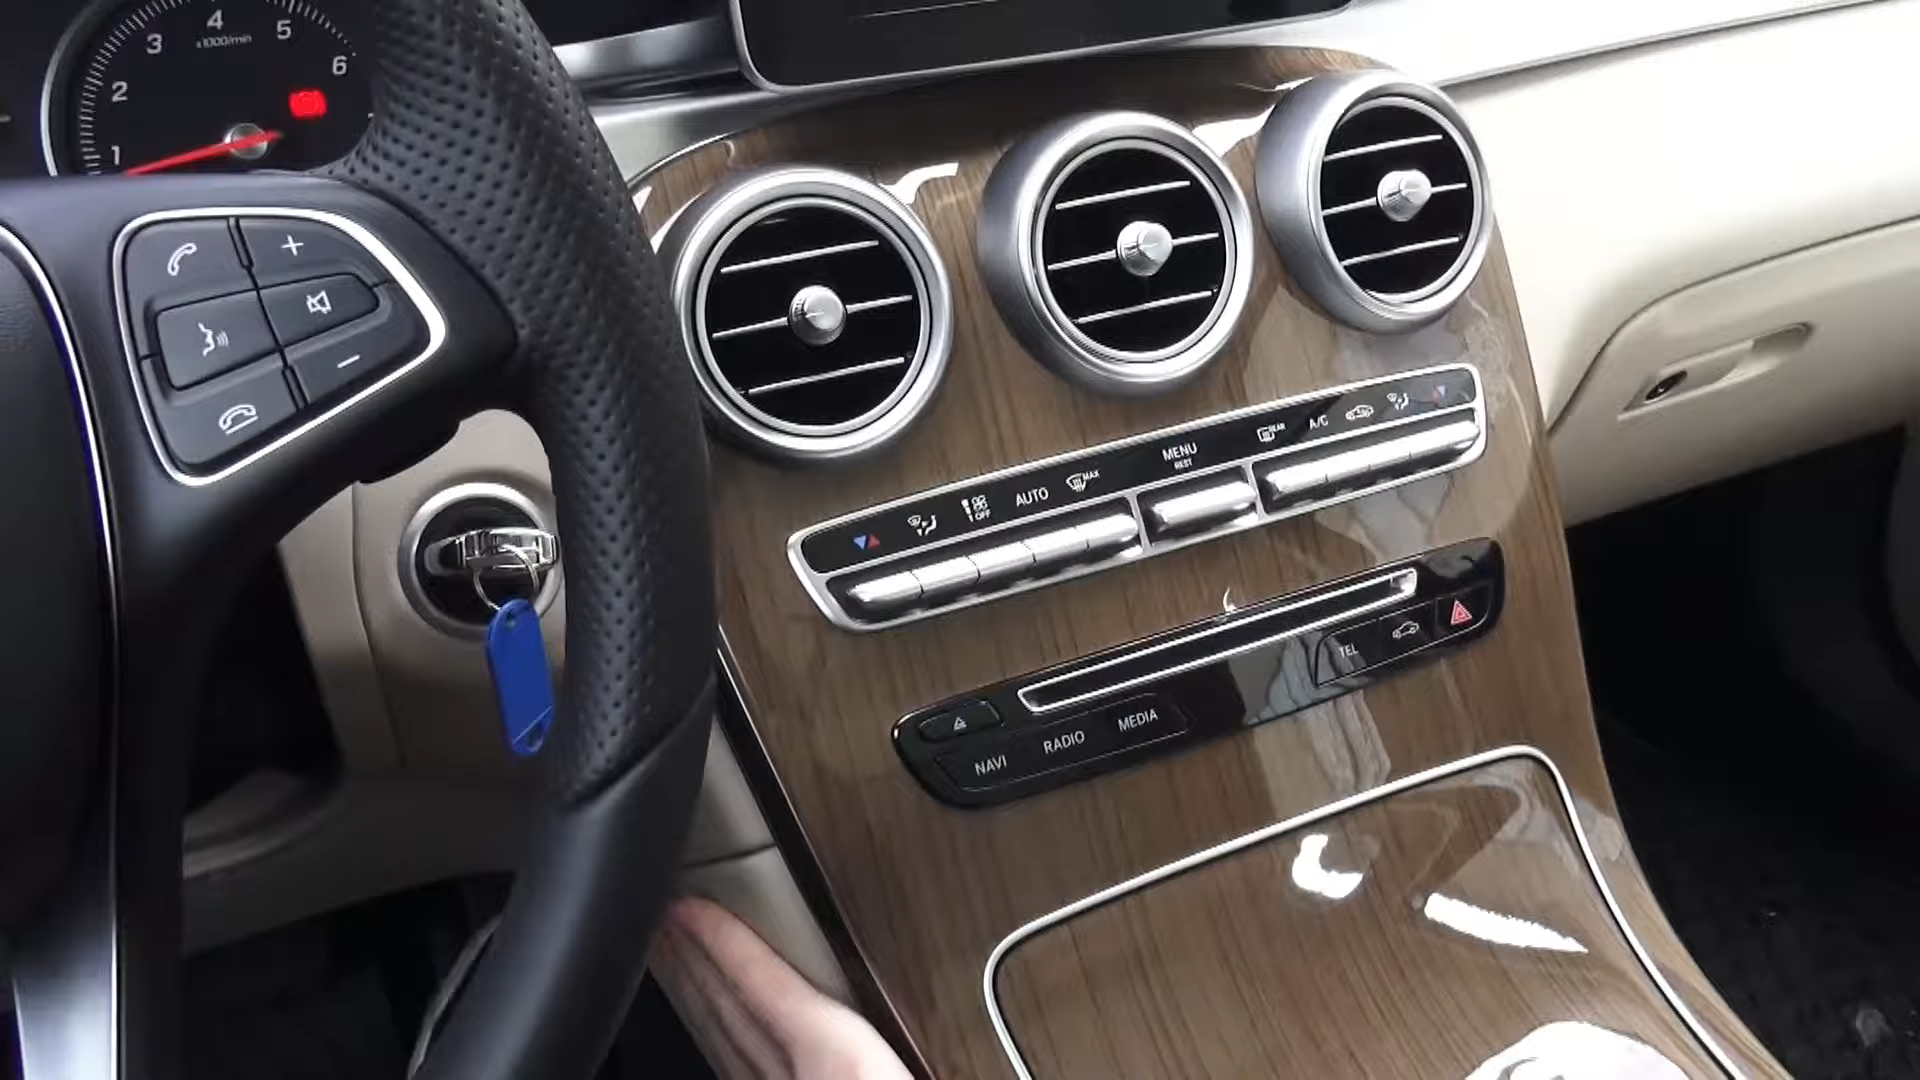 4
3
5
x1000/min
2
6
1
MENU
REST
REAR
A/C
MAX
AUTO
OFF
TEL
MEDIA
RADIO
NAVI